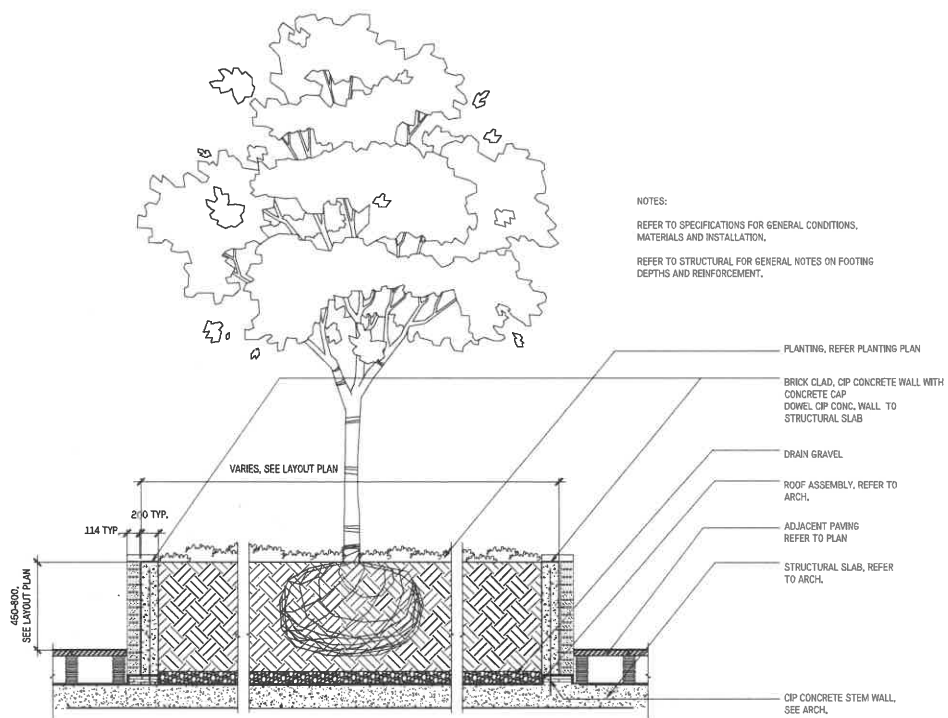 NOTES:
REFER TO SPECIFICATIONS FOR GENERAL CONDITIONS,
MATERIALS AND INSTALLATION.
REFER TO STRUCTURAL FOR GENERAL NOTES ON FOOTING
DEPTHS AND REINFORCEMENT.
PLANTING, REFER PLANTING PLAN
BRICK CLAD, CIP CONCRETE WALL WITH
CONCRETE CAP
DOWEL CIP CONC. WALL TO
STRUCTURAL SLAB
DRAIN GRAVEL
ROOF ASSEMBLY, REFER TO
ARCH.
ADJACENT PAVING
REFER TO PLAN
STRUCTURAL SLAB, REFER
TO ARCH.
CIP CONCRETE STEM WALL,
SEE ARCH.
VARIES, SEE LAYOUT PLAN
200 TYP.
114 TYP
450-800,
SEE LAYOUT PLAN